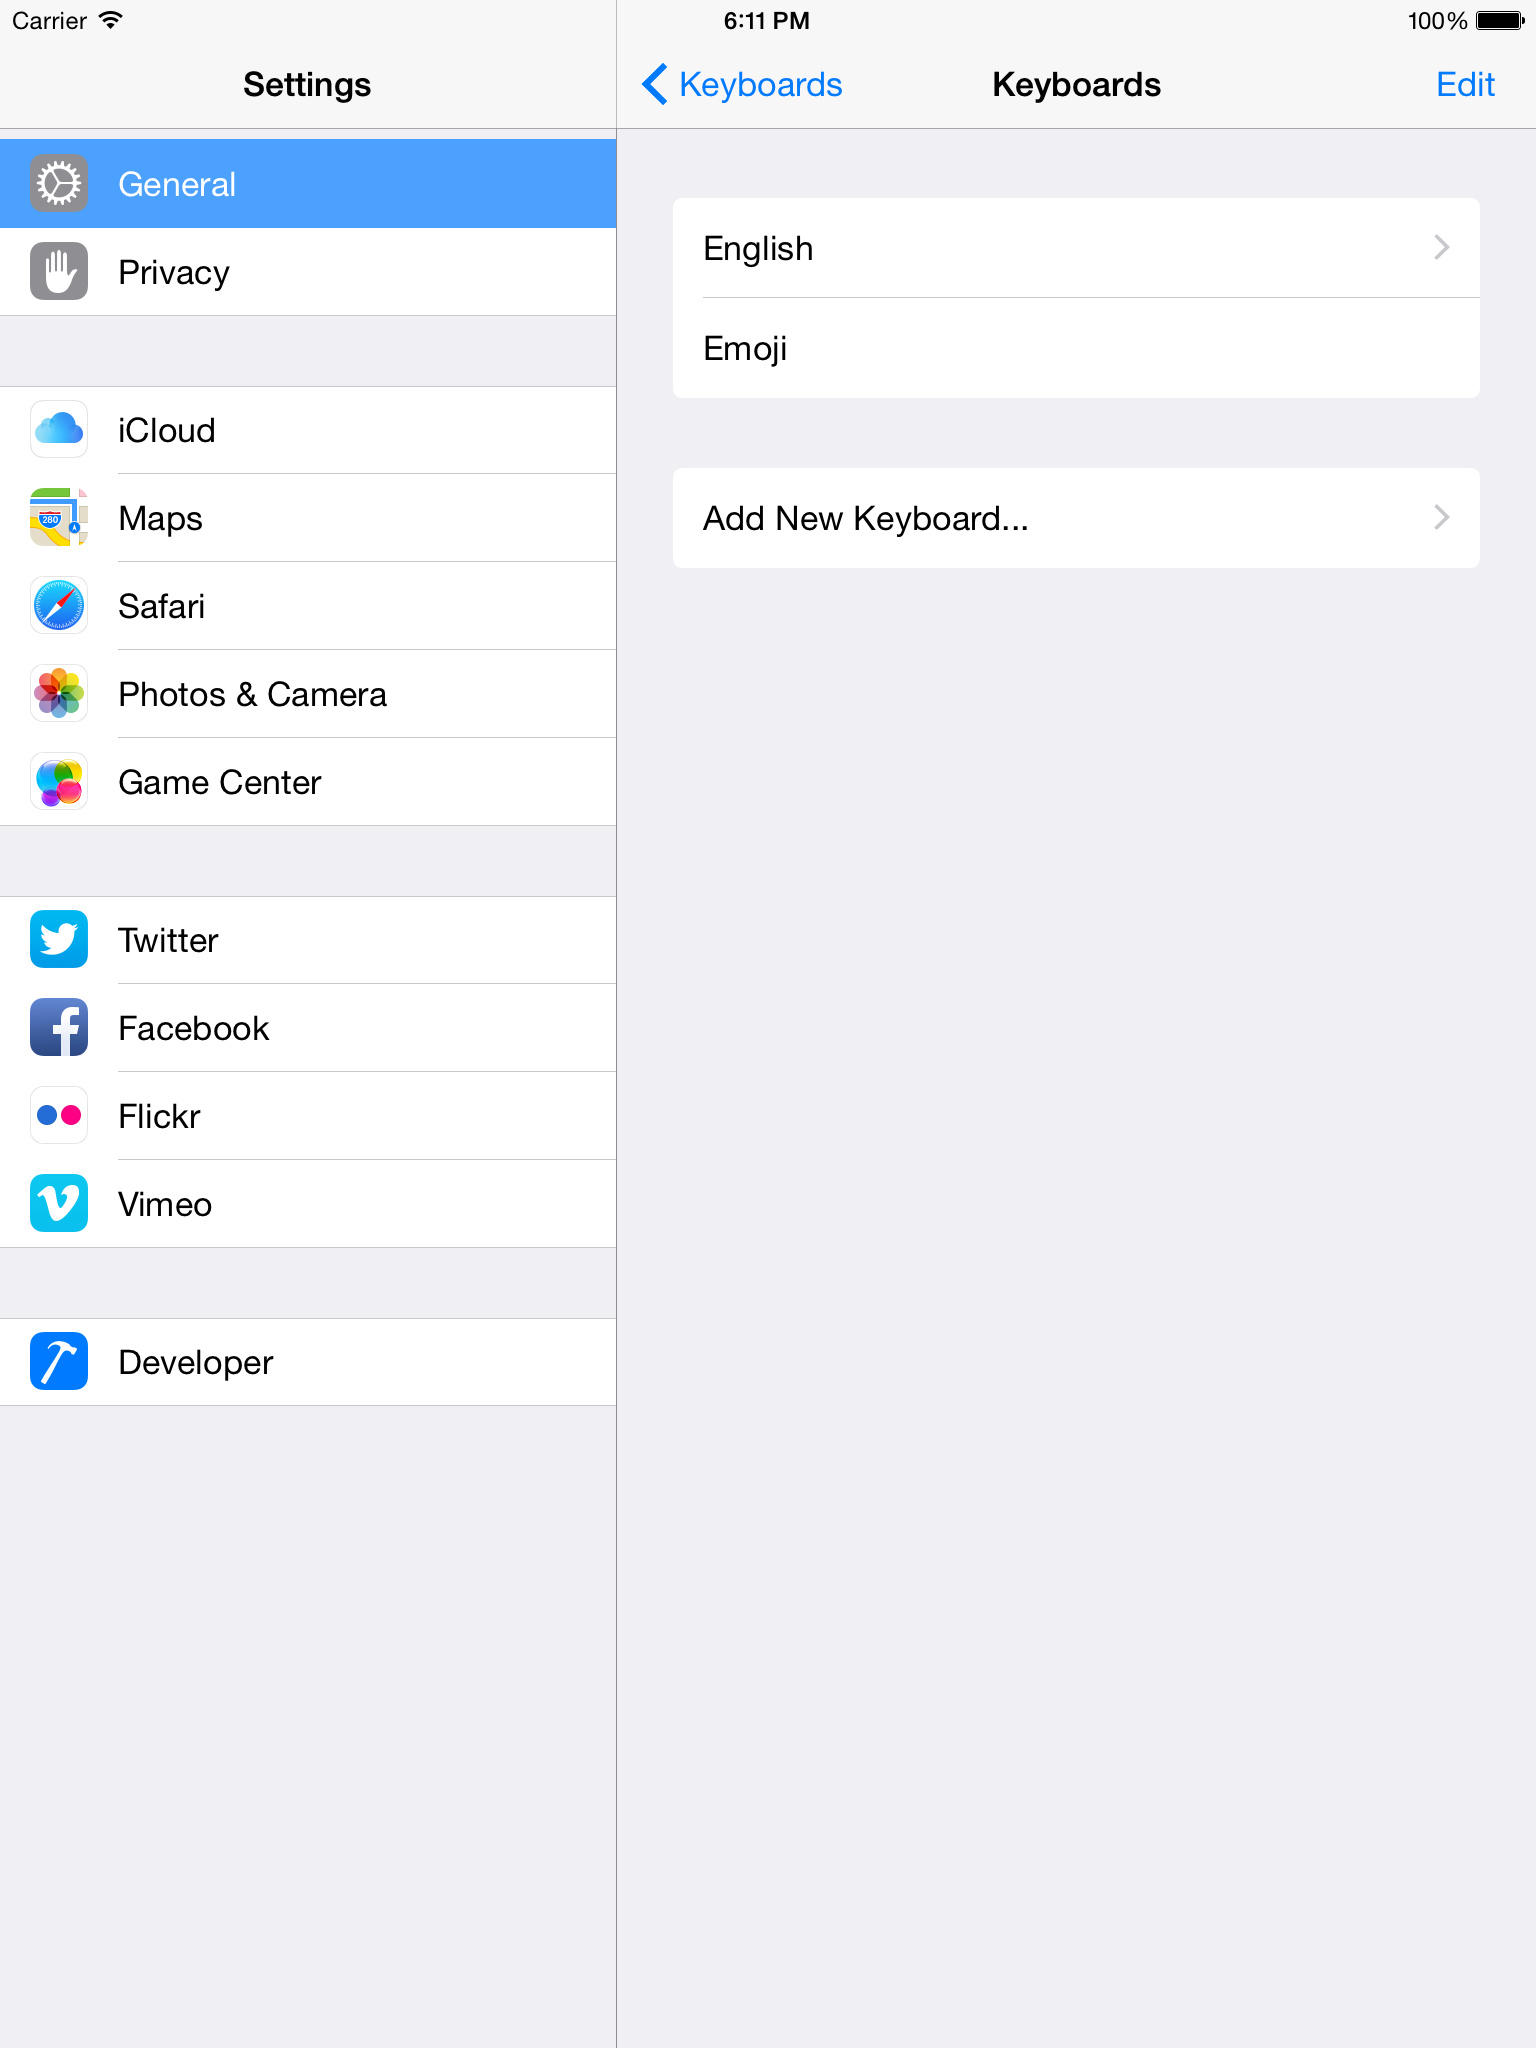 Carrier
6:11 PM
100%
Settings
Keyboards
Keyboards
Edit
General
Privacy
iCloud
Maps
280
Safari
Photos & Camera
Game Center
Twitter
Facebook
Flickr
Vimeo
Developer
English
Emoji
Add New Keyboard...